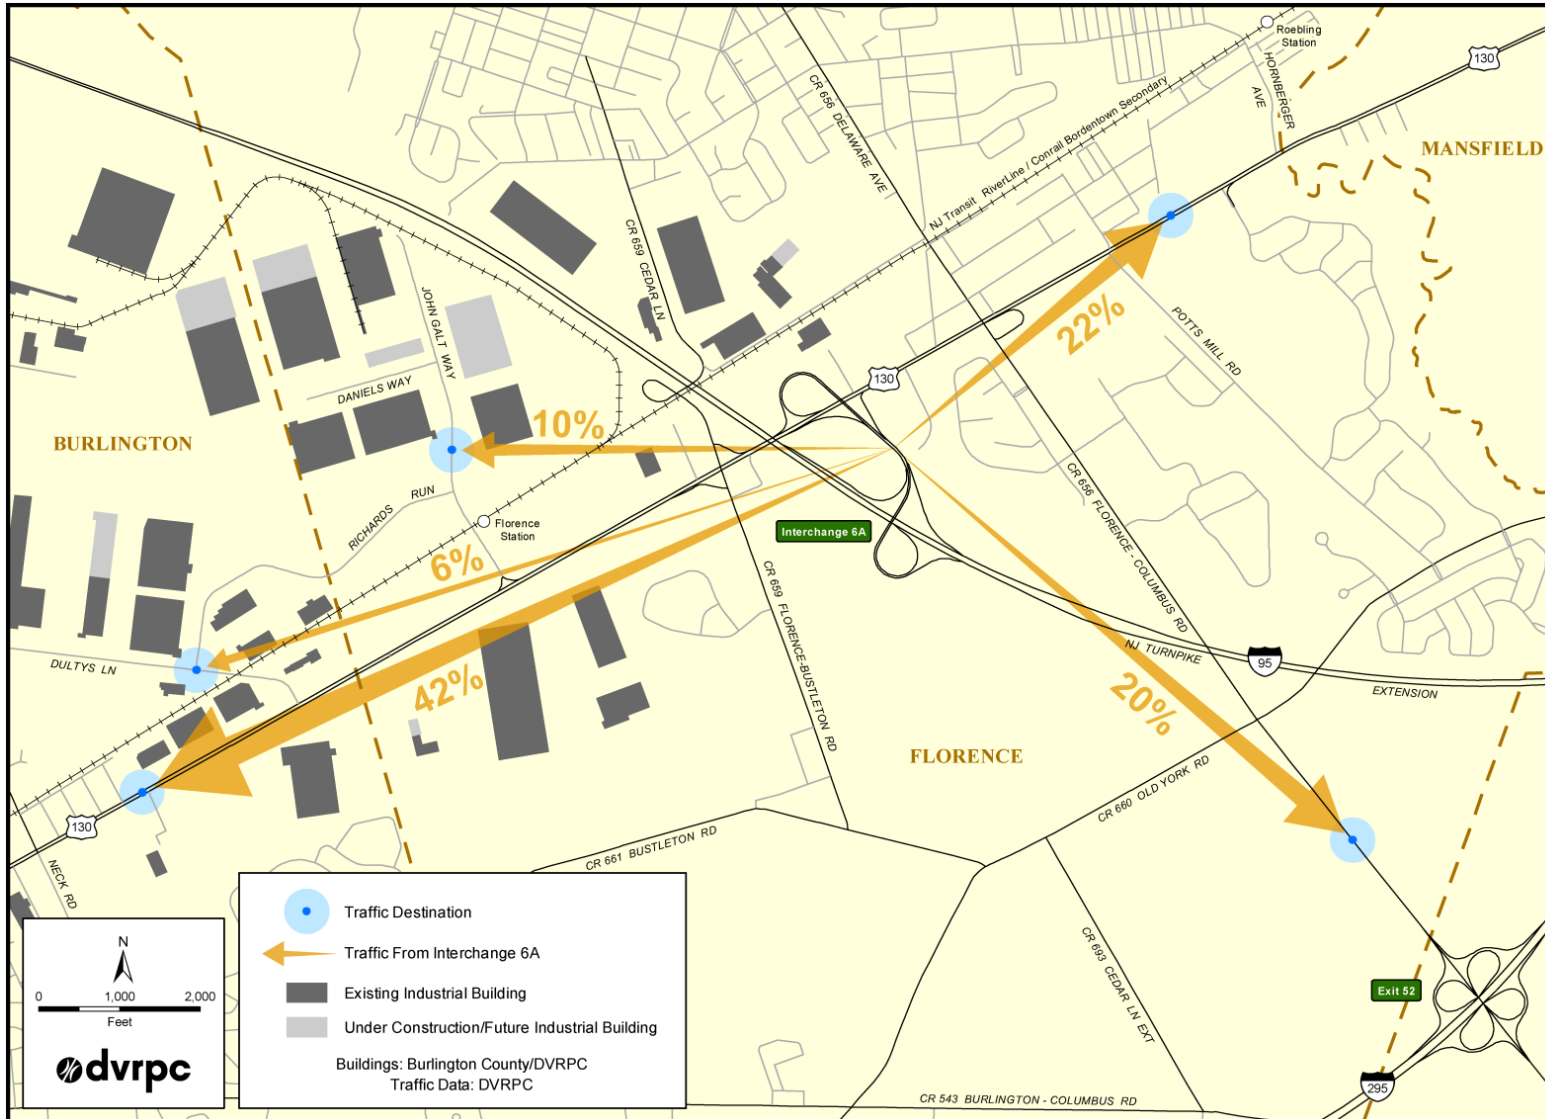 Roebling
Station
130
HORNBERGER
AVE
CR 656 DELAWARE AVE
NJ Transit RiverLine / Conrail Bordentown Secondary
MANSFIELD
CR 659 CEDAR LN
22%
POTTS MILL RD
JOHN GALT WAY
DANIELS WAY
130
10%
BURLINGTON
RICHARDS RUN
Florence
Station
Interchange 6A
CR 656 FLORENCE - COLUMBUS RD
6%
CR 659 FLORENCE-BUSTLETON RD
DULTYS LN
NJ TURNPIKE
95
EXTENSION
42%
20%
FLORENCE
CR 660 OLD YORK RD
130
NECK RD
CR 661 BUSTLETON RD
CR 693 CEDAR LN EXT
Exit 52
295
CR 543 BURLINGTON - COLUMBUS RD
Traffic Destination
Traffic From Interchange 6A
Existing Industrial Building
Under Construction/Future Industrial Building
Buildings: Burlington County/DVRPC
Traffic Data: DVRPC
N
0 1,000 2,000
Feet
dvrpc